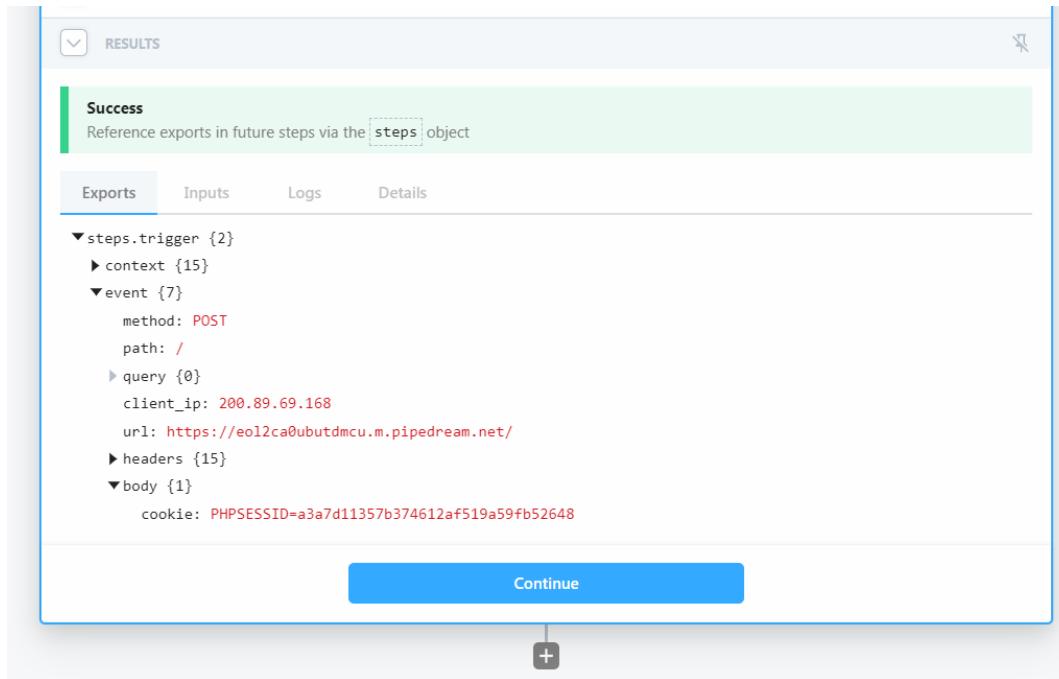 RESULTS
Success
Reference exports in future steps via the steps object
Exports Inputs Logs Details
steps.trigger {2}
context {15}
event {7}
method: POST
path: /
query {0}
client_ip: 200.89.69.168
url: https://eol2ca0ubutdmcu.m.pipedream.net/
headers {15}
body {1}
cookie: PHPSESSID=a3a7d11357b374612af519a59fb52648
Continue